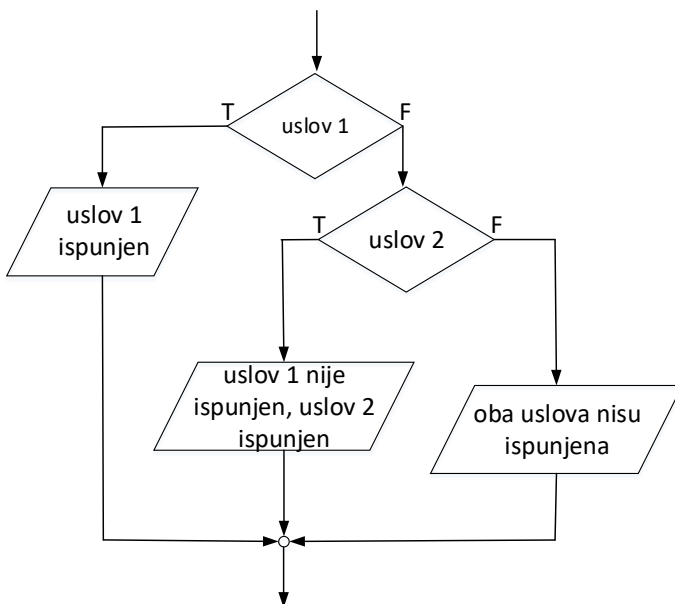 T
F
uslov 1
uslov 1
ispunjen
T
F
uslov 2
uslov 1 nije
ispunjen, uslov 2
ispunjen
oba uslova nisu
ispunjena